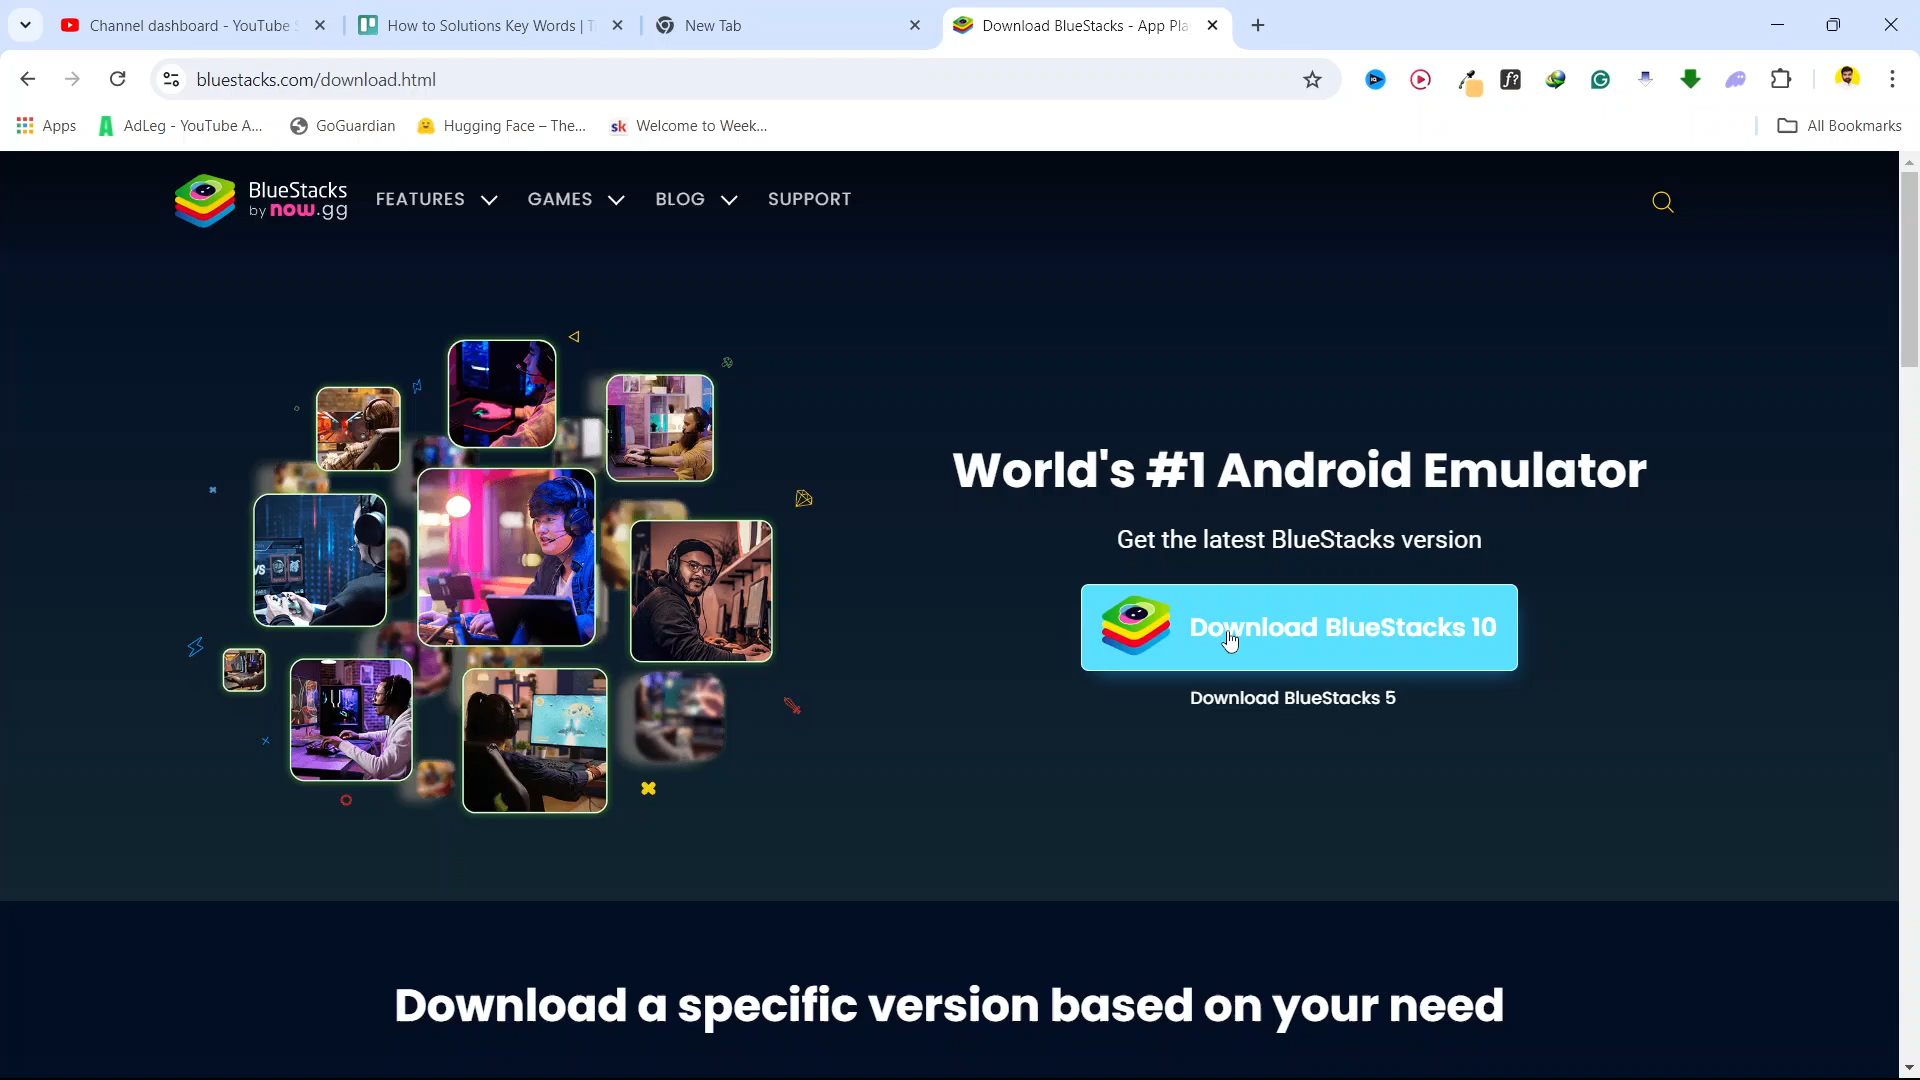 Channel dashboard - YouTube S
How to Solutions Key Words | T
New Tab
Download BlueStacks - App Pla
bluestacks.com/download.html
Apps
AdLeg - YouTube A...
GoGuardian
Hugging Face – The...
sk Welcome to Week...
All Bookmarks
BlueStacks
by now.gg
FEATURES
GAMES
BLOG
SUPPORT
World's #1 Android Emulator
Get the latest BlueStacks version
Download BlueStacks 10
Download BlueStacks 5
Download a specific version based on your need